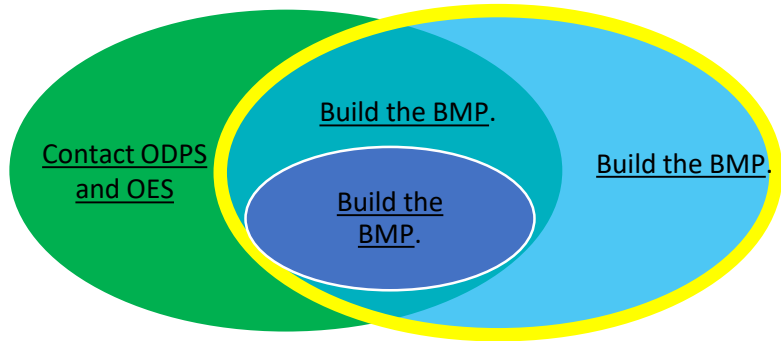 Contact ODPS
and OES
Build the BMP.
Build the
BMP.
Build the BMP.